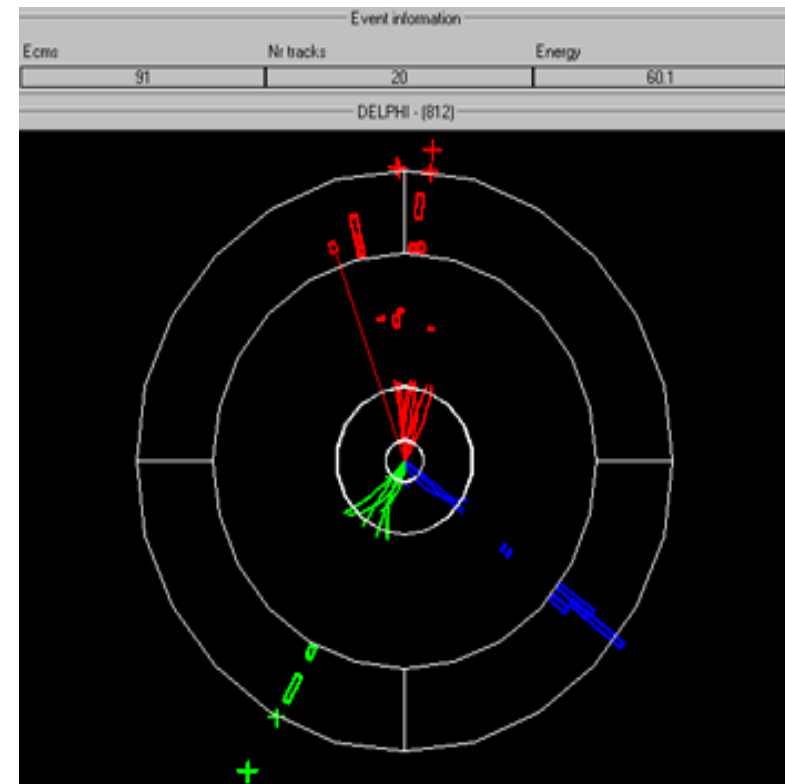 Event information
Ecms Nr tracks Energy
91 20 60.1
DELPHI - (812)